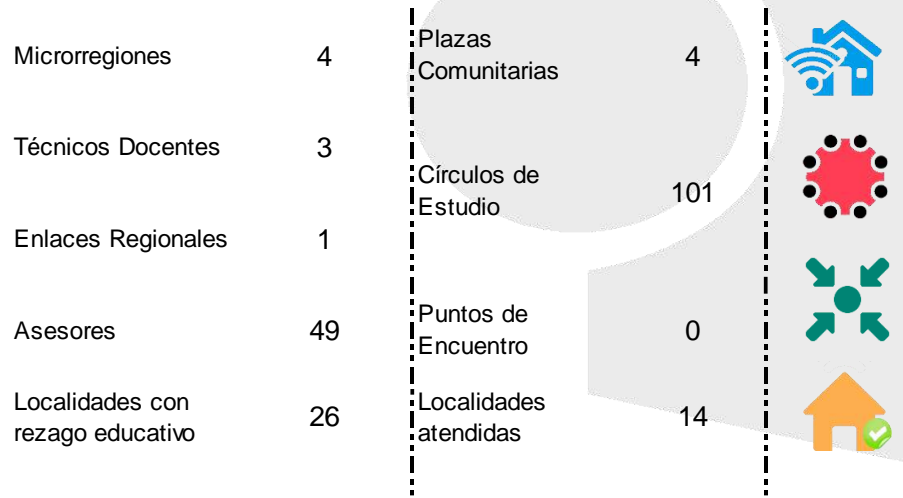 Microrregiones 4
Técnicos Docentes 3
Enlaces Regionales 1
Asesores 49
Localidades con
rezago educativo 26
Plazas
Comunitarias 4
Círculos de
Estudio 101
Puntos de
Encuentro 0
Localidades
atendidas 14